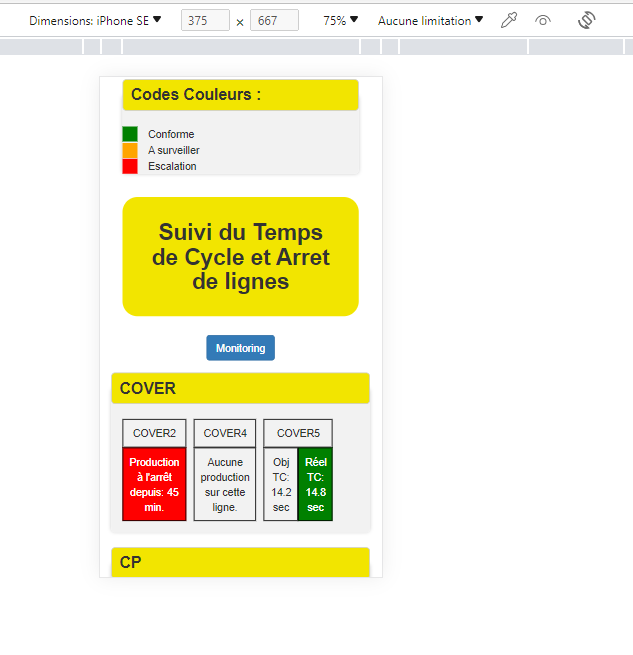 Dimensions: iPhone SE 375 × 667 75% Aucune limitation
Codes Couleurs :
Conforme
A surveiller
Escalation
Suivi du Temps
de Cycle et Arret
de lignes
Monitoring
COVER
COVER2
Production
à l'arrêt
depuis: 45
min.
COVER4
Aucune
production
sur cette
ligne.
COVER5
Obj
TC:
14.2
sec
Réel
TC:
14.8
sec
CP